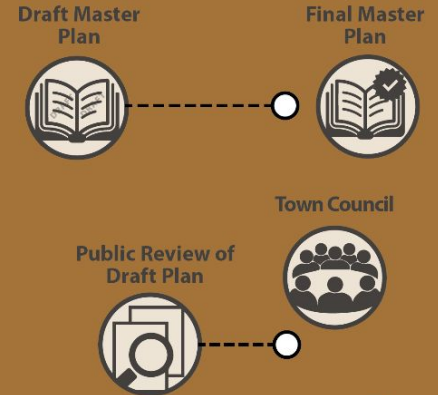 Draft Master
Plan
Final Master
Plan
Town Council
Public Review of
Draft Plan